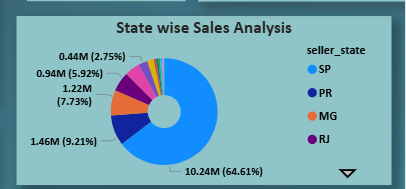 State wise Sales Analysis
0.44M (2.75%)
0.94M (5.92%)
1.22M
(7.73%)
1.46M (9.21%)
10.24M (64.61%)
seller_state
SP
PR
MG
RJ